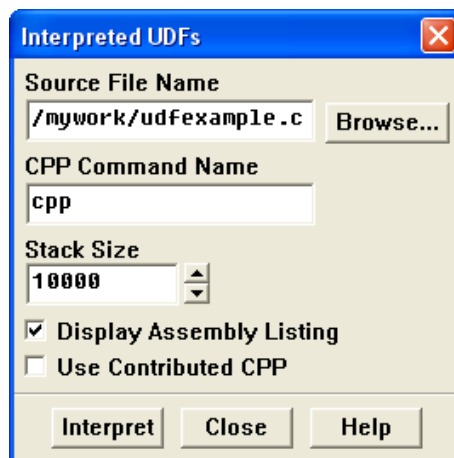 Interpreted UDFs
Source File Name
/mywork/udfexample.c Browse...
CPP Command Name
cpp
Stack Size
10000
Display Assembly Listing
Use Contributed CPP
Interpret Close Help